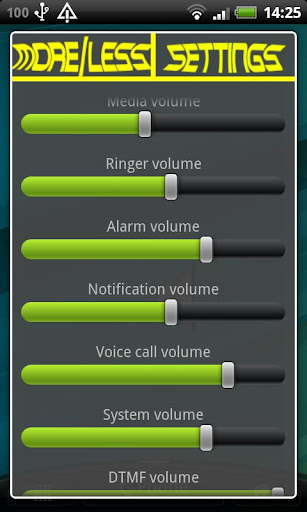 100 14:25
MORE/LESS SETTINGS
Media volume
Ringer volume
Alarm volume
Notification volume
Voice call volume
System volume
DTMF volume